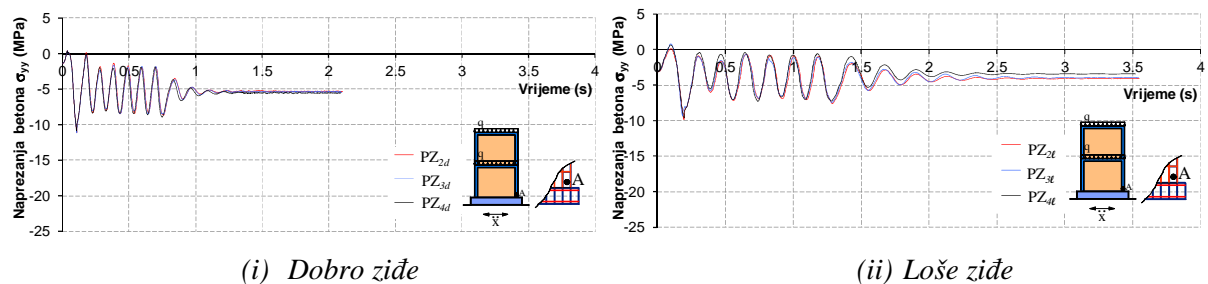 Naprezanja betona σyy (MPa)
0
-5
-10
-15
-20
-25
0 0.5 1 1.5 2 2.5 3 3.5 4
Vrijeme (s)
PZ2d
PZ3d
PZ4d
q
q
A
ẍ
A
(i) Dobro ziđe
Naprezanja betona σyy (MPa)
0
-5
-10
-15
-20
-25
0 0.5 1 1.5 2 2.5 3 3.5 4
Vrijeme (s)
PZ2ℓ
PZ3ℓ
PZ4ℓ
q
q
A
ẍ
A
(ii) Loše ziđe